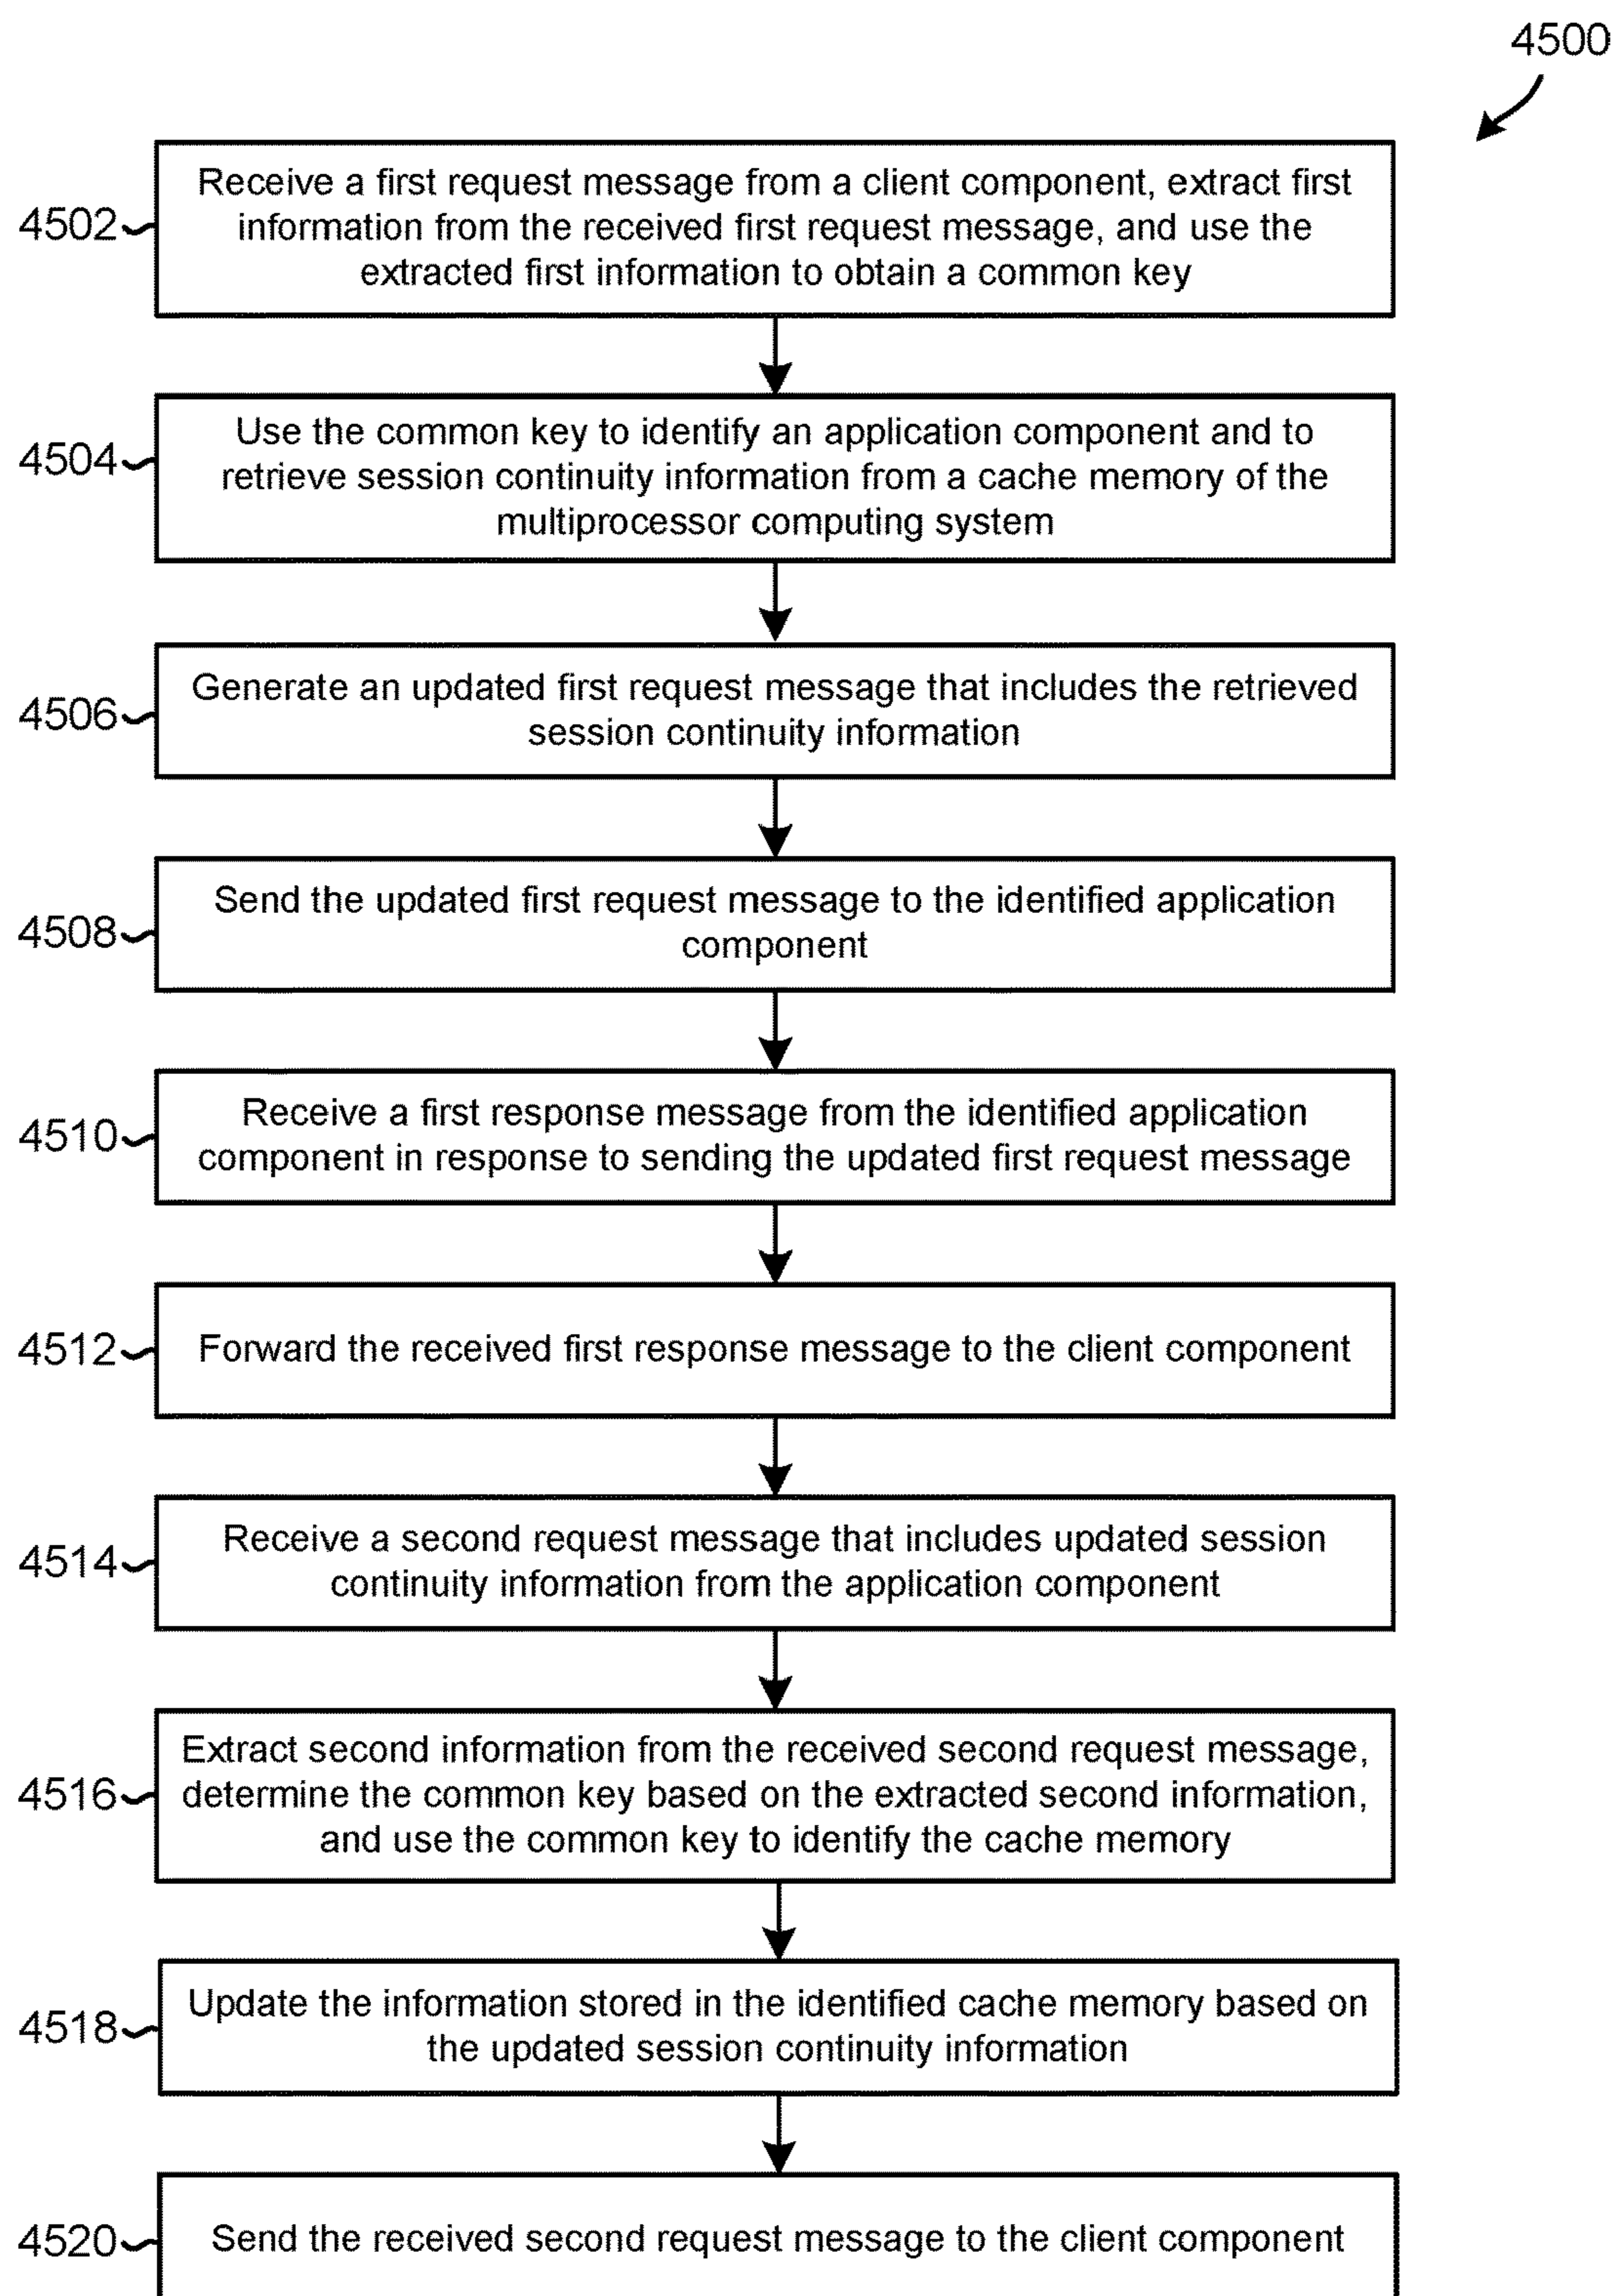 4500
4502
Receive a first request message from a client component, extract first
information from the received first request message, and use the
extracted first information to obtain a common key
4504
Use the common key to identify an application component and to
retrieve session continuity information from a cache memory of the
multiprocessor computing system
4506
Generate an updated first request message that includes the retrieved
session continuity information
4508
Send the updated first request message to the identified application
component
4510
Receive a first response message from the identified application
component in response to sending the updated first request message
4512
Forward the received first response message to the client component
4514
Receive a second request message that includes updated session
continuity information from the application component
4516
Extract second information from the received second request message,
determine the common key based on the extracted second information,
and use the common key to identify the cache memory
4518
Update the information stored in the identified cache memory based on
the updated session continuity information
4520
Send the received second request message to the client component